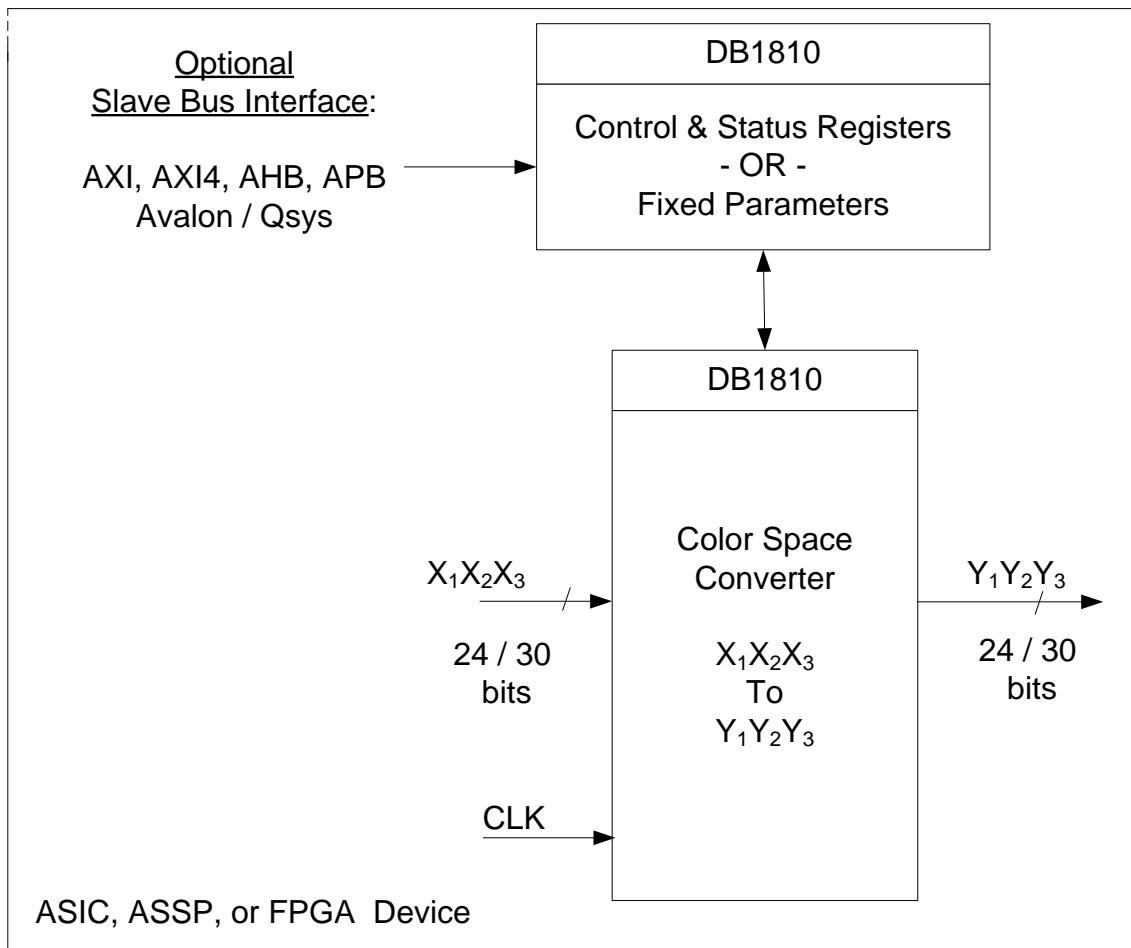 Optional
Slave Bus Interface:
AXI, AXI4, AHB, APB
Avalon / Qsys
DB1810
Control & Status Registers
- OR -
Fixed Parameters
DB1810
Color Space
Converter
X₁X₂X₃
To
Y₁Y₂Y₃
X₁X₂X₃
24 / 30
bits
Y₁Y₂Y₃
24 / 30
bits
CLK
ASIC, ASSP, or FPGA Device